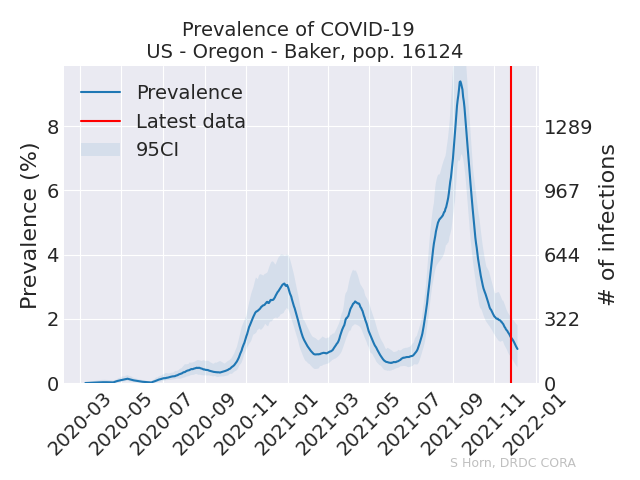 Prevalence of COVID-19
US - Oregon - Baker, pop. 16124
Prevalence
Latest data
95CI
Prevalence (%)
8
6
4
2
0
# of infections
1289
967
644
322
0
2020-03
2020-05
2020-07
2020-09
2020-11
2021-01
2021-03
2021-05
2021-07
2021-09
2021-11
2022-01
S Horn, DRDC CORA